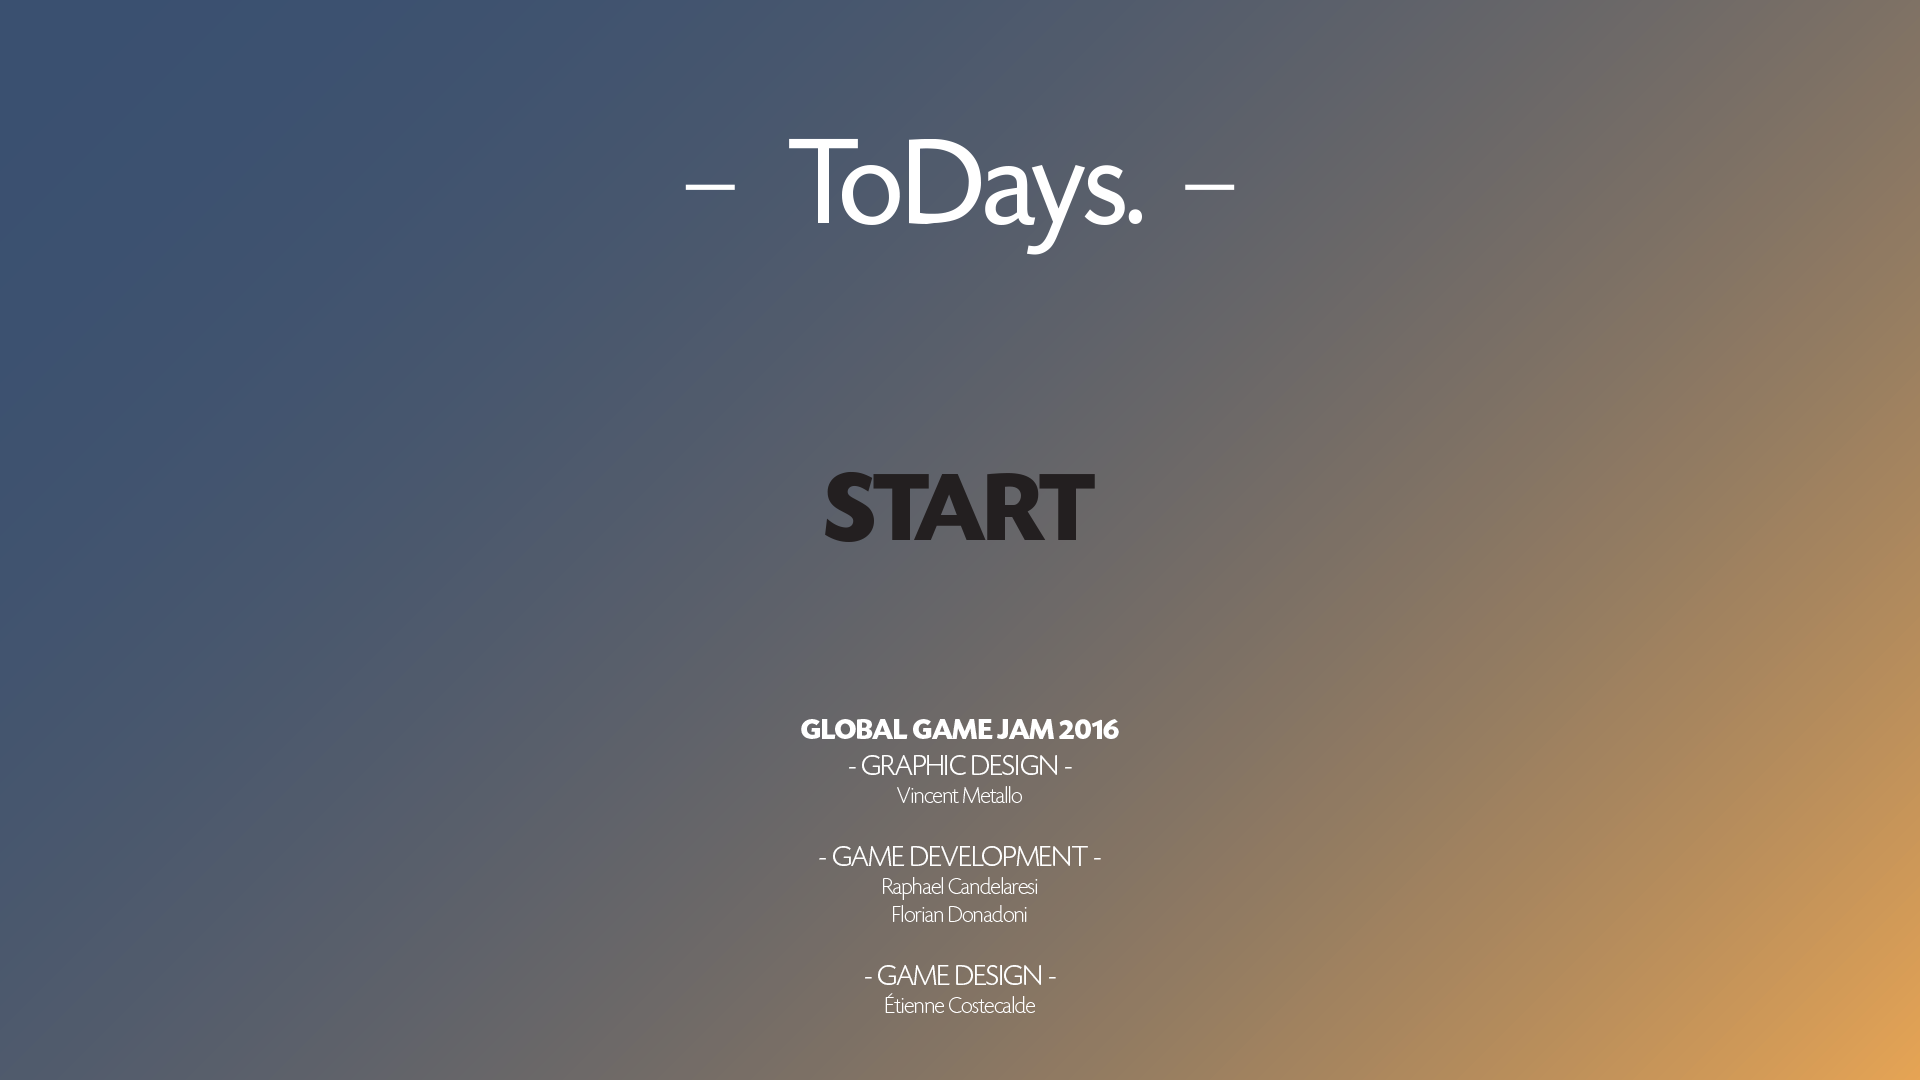 – ToDays. –
START
GLOBAL GAME JAM 2016
- GRAPHIC DESIGN -
Vincent Metallo
- GAME DEVELOPMENT -
Raphael Candelaresi
Florian Donadoni
- GAME DESIGN -
Étienne Costecalde